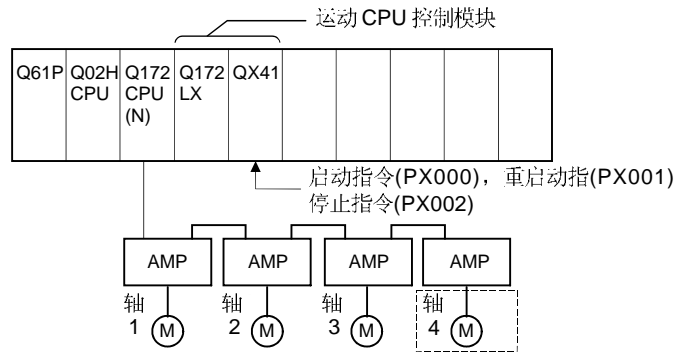 运动 CPU 控制模块
Q61P Q02H CPU Q172 CPU (N) Q172 LX QX41
启动指令(PX000)，重启动指(PX001)
停止指令(PX002)
AMP AMP AMP AMP
轴 1 M 轴 2 M 轴 3 M 轴 4 M